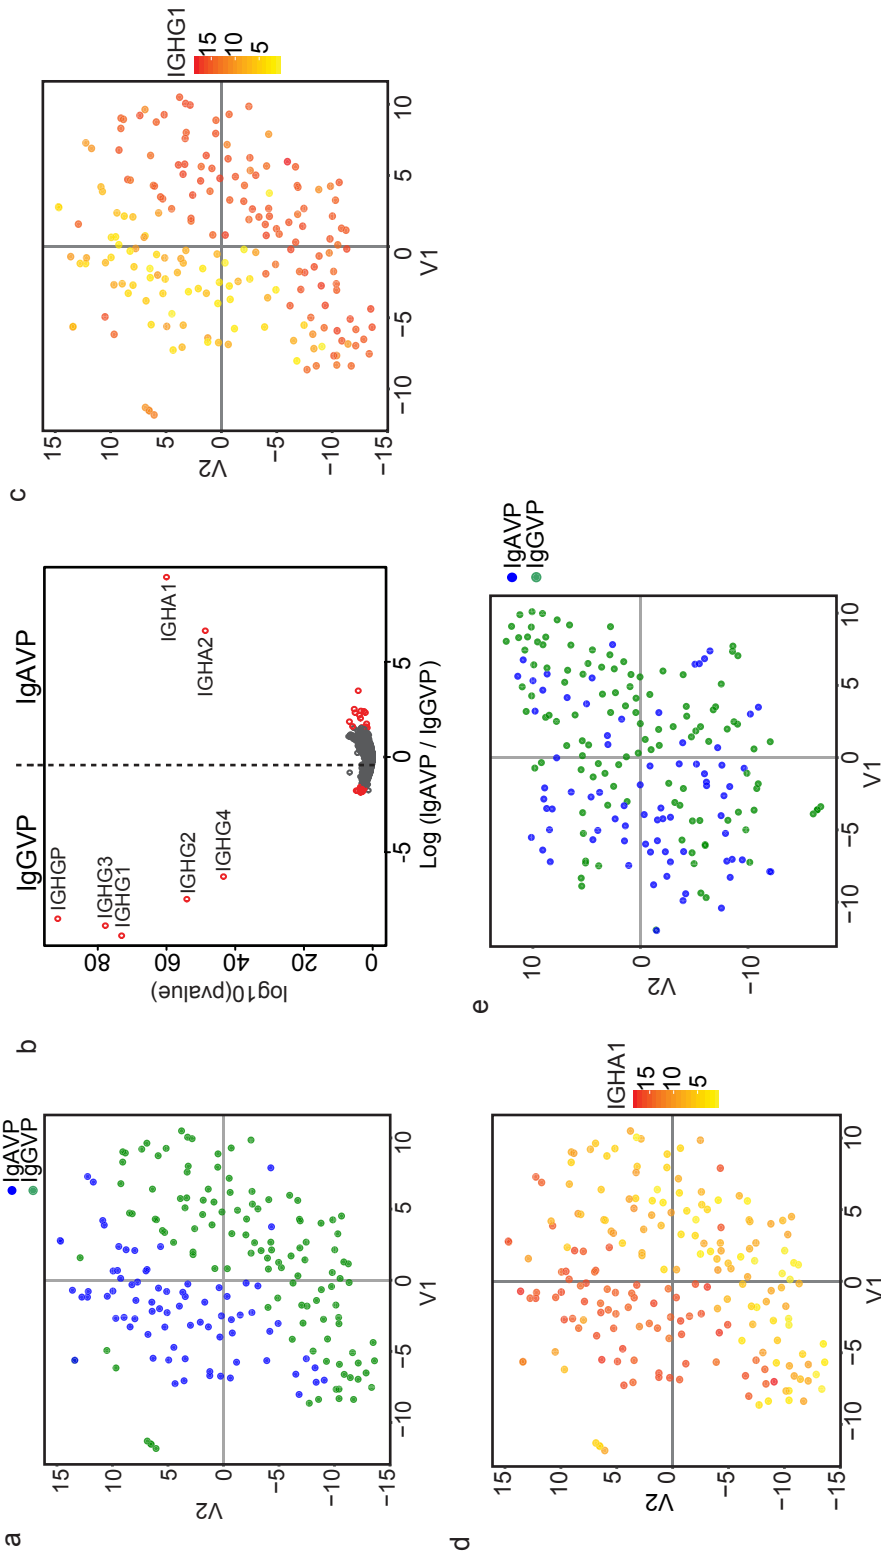 a
IgAVP
IgGVP
15
10
5
0
−5
−10
−15
V2
−10
−5
0
5
10
V1
b
IgGVP
IgAVP
IGHGP
IGHG3
IGHG1
IGHG2
IGHG4
IGHA1
IGHA2
80
60
40
20
0
log10(pvalue)
-5
0
5
Log (IgAVP / IgGVP)
c
IGHG1
15
10
5
15
10
5
0
−5
−10
−15
V2
−10
−5
0
5
10
V1
d
IGHA1
15
10
5
15
10
5
0
−5
−10
−15
V2
−10
−5
0
5
10
V1
e
IgAVP
IgGVP
10
0
−10
V2
−10
−5
0
5
10
V1